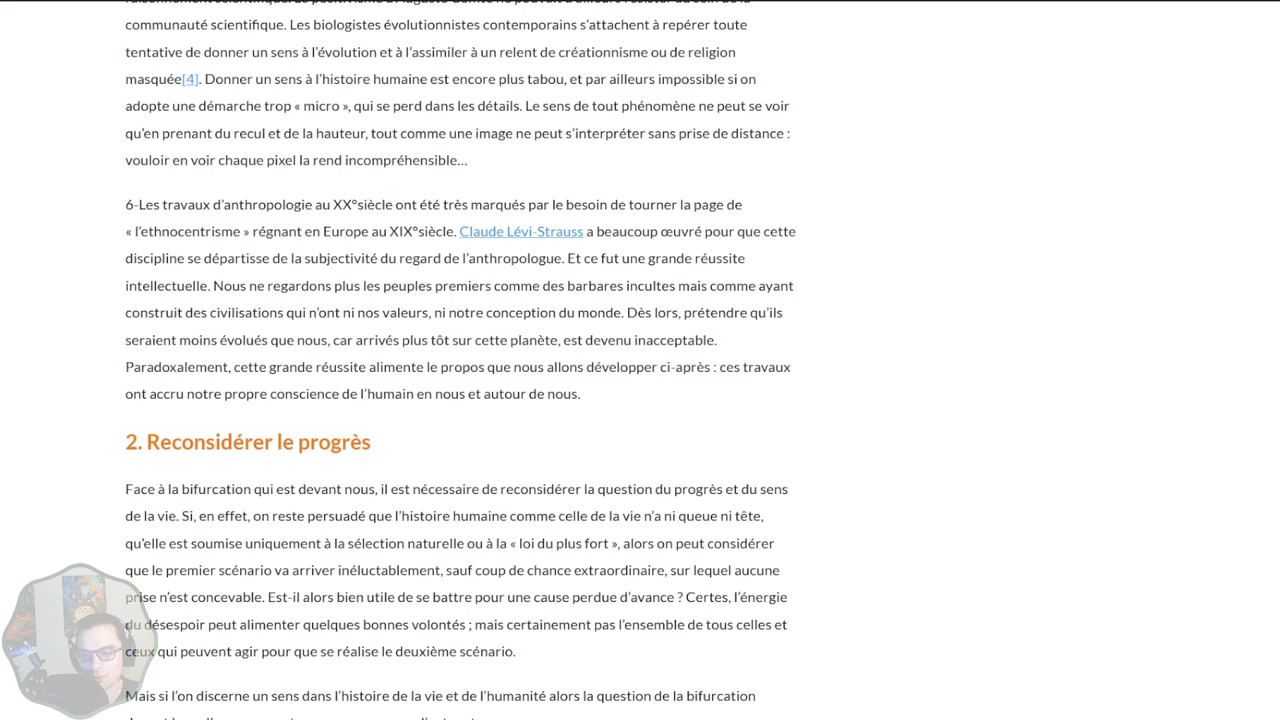 communauté scientifique. Les biologistes évolutionnistes contemporains s’attachent à repérer toute
tentative de donner un sens à l’évolution et à l’assimiler à un relent de créationnisme ou de religion
masquée[4]. Donner un sens à l’histoire humaine est encore plus tabou, et par ailleurs impossible si on
adopte une démarche trop « micro », qui se perd dans les détails. Le sens de tout phénomène ne peut se voir
qu’en prenant du recul et de la hauteur, tout comme une image ne peut s’interpréter sans prise de distance :
vouloir en voir chaque pixel la rend incompréhensible…
6-Les travaux d’anthropologie au XX°siècle ont été très marqués par le besoin de tourner la page de
« l’ethnocentrisme » régnant en Europe au XIX°siècle. Claude Lévi-Strauss a beaucoup œuvré pour que cette
discipline se départisse de la subjectivité du regard de l’anthropologue. Et ce fut une grande réussite
intellectuelle. Nous ne regardons plus les peuples premiers comme des barbares incultes mais comme ayant
construit des civilisations qui n’ont ni nos valeurs, ni notre conception du monde. Dès lors, prétendre qu’ils
seraient moins évolués que nous, car arrivés plus tôt sur cette planète, est devenu inacceptable.
Paradoxalement, cette grande réussite alimente le propos que nous allons développer ci-après : ces travaux
ont accru notre propre conscience de l’humain en nous et autour de nous.
2. Reconsidérer le progrès
Face à la bifurcation qui est devant nous, il est nécessaire de reconsidérer la question du progrès et du sens
de la vie. Si, en effet, on reste persuadé que l’histoire humaine comme celle de la vie n’a ni queue ni tête,
qu’elle est soumise uniquement à la sélection naturelle ou à la « loi du plus fort », alors on peut considérer
que le premier scénario va arriver inéluctablement, sauf coup de chance extraordinaire, sur lequel aucune
prise n’est concevable. Est-il alors bien utile de se battre pour une cause perdue d’avance ? Certes, l’énergie
du désespoir peut alimenter quelques bonnes volontés ; mais certainement pas l’ensemble de tous celles et
ceux qui peuvent agir pour que se réalise le deuxième scénario.
Mais si l’on discerne un sens dans l’histoire de la vie et de l’humanité alors la question de la bifurcation